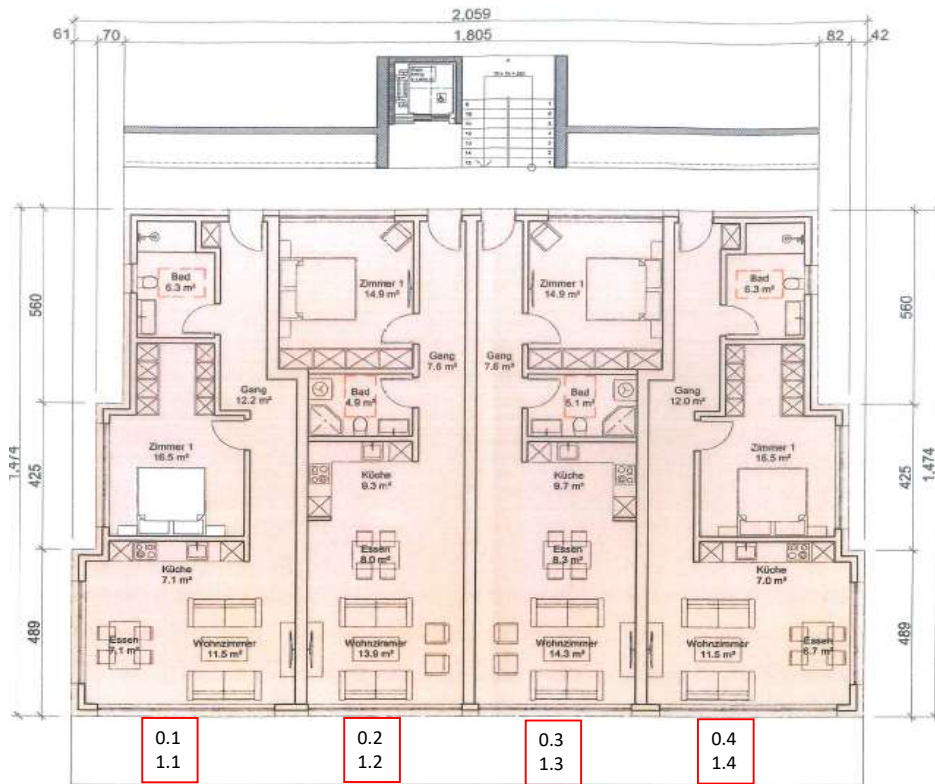 2,059
61 70 1.805 82 42
Bad
6.3 m²
Zimmer 1
14.9 m²
Zimmer 1
14.9 m²
Bad
6.3 m²
560
560
Gang
7.6 m²
Gang
7.6 m²
Gang
12.2 m²
Bad
4.9 m²
Bad
5.1 m²
Gang
12.0 m²
Zimmer 1
16.5 m²
Zimmer 1
16.5 m²
1.474
425
425
1.474
Küche
9.3 m²
Küche
9.7 m²
Essen
8.0 m²
Essen
8.3 m²
Küche
7.1 m²
Küche
7.0 m²
489
489
Essen
7.1 m²
Wohnzimmer
11.5 m²
Wohnzimmer
13.9 m²
Wohnzimmer
14.3 m²
Wohnzimmer
11.5 m²
Essen
6.7 m²
0.1
1.1
0.2
1.2
0.3
1.3
0.4
1.4